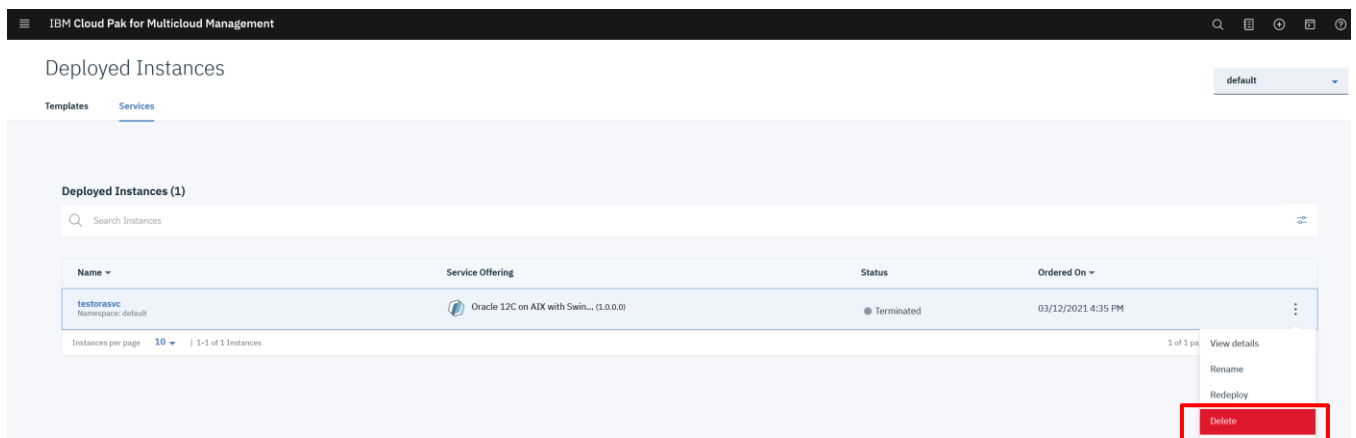 IBM Cloud Pak for Multicloud Management
Deployed Instances
default
Templates Services
Deployed Instances (1)
Search Instances
Name Service Offering Status Ordered On
testorasvc Oracle 12C on AIX with Swin... (1.0.0.0) Terminated 03/12/2021 4:35 PM
Namespace: default
Instances per page 10 | 1-1 of 1 Instances 1 of 1 pa
View details
Rename
Redeploy
Delete